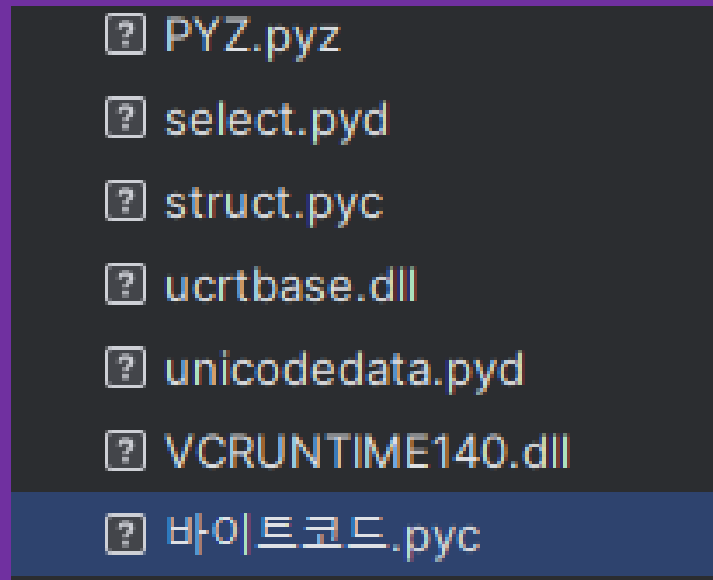 PYZ.pyz
select.pyd
struct.pyc
ucrtbase.dll
unicodedata.pyd
VCRUNTIME140.dll
바이트코드.pyc